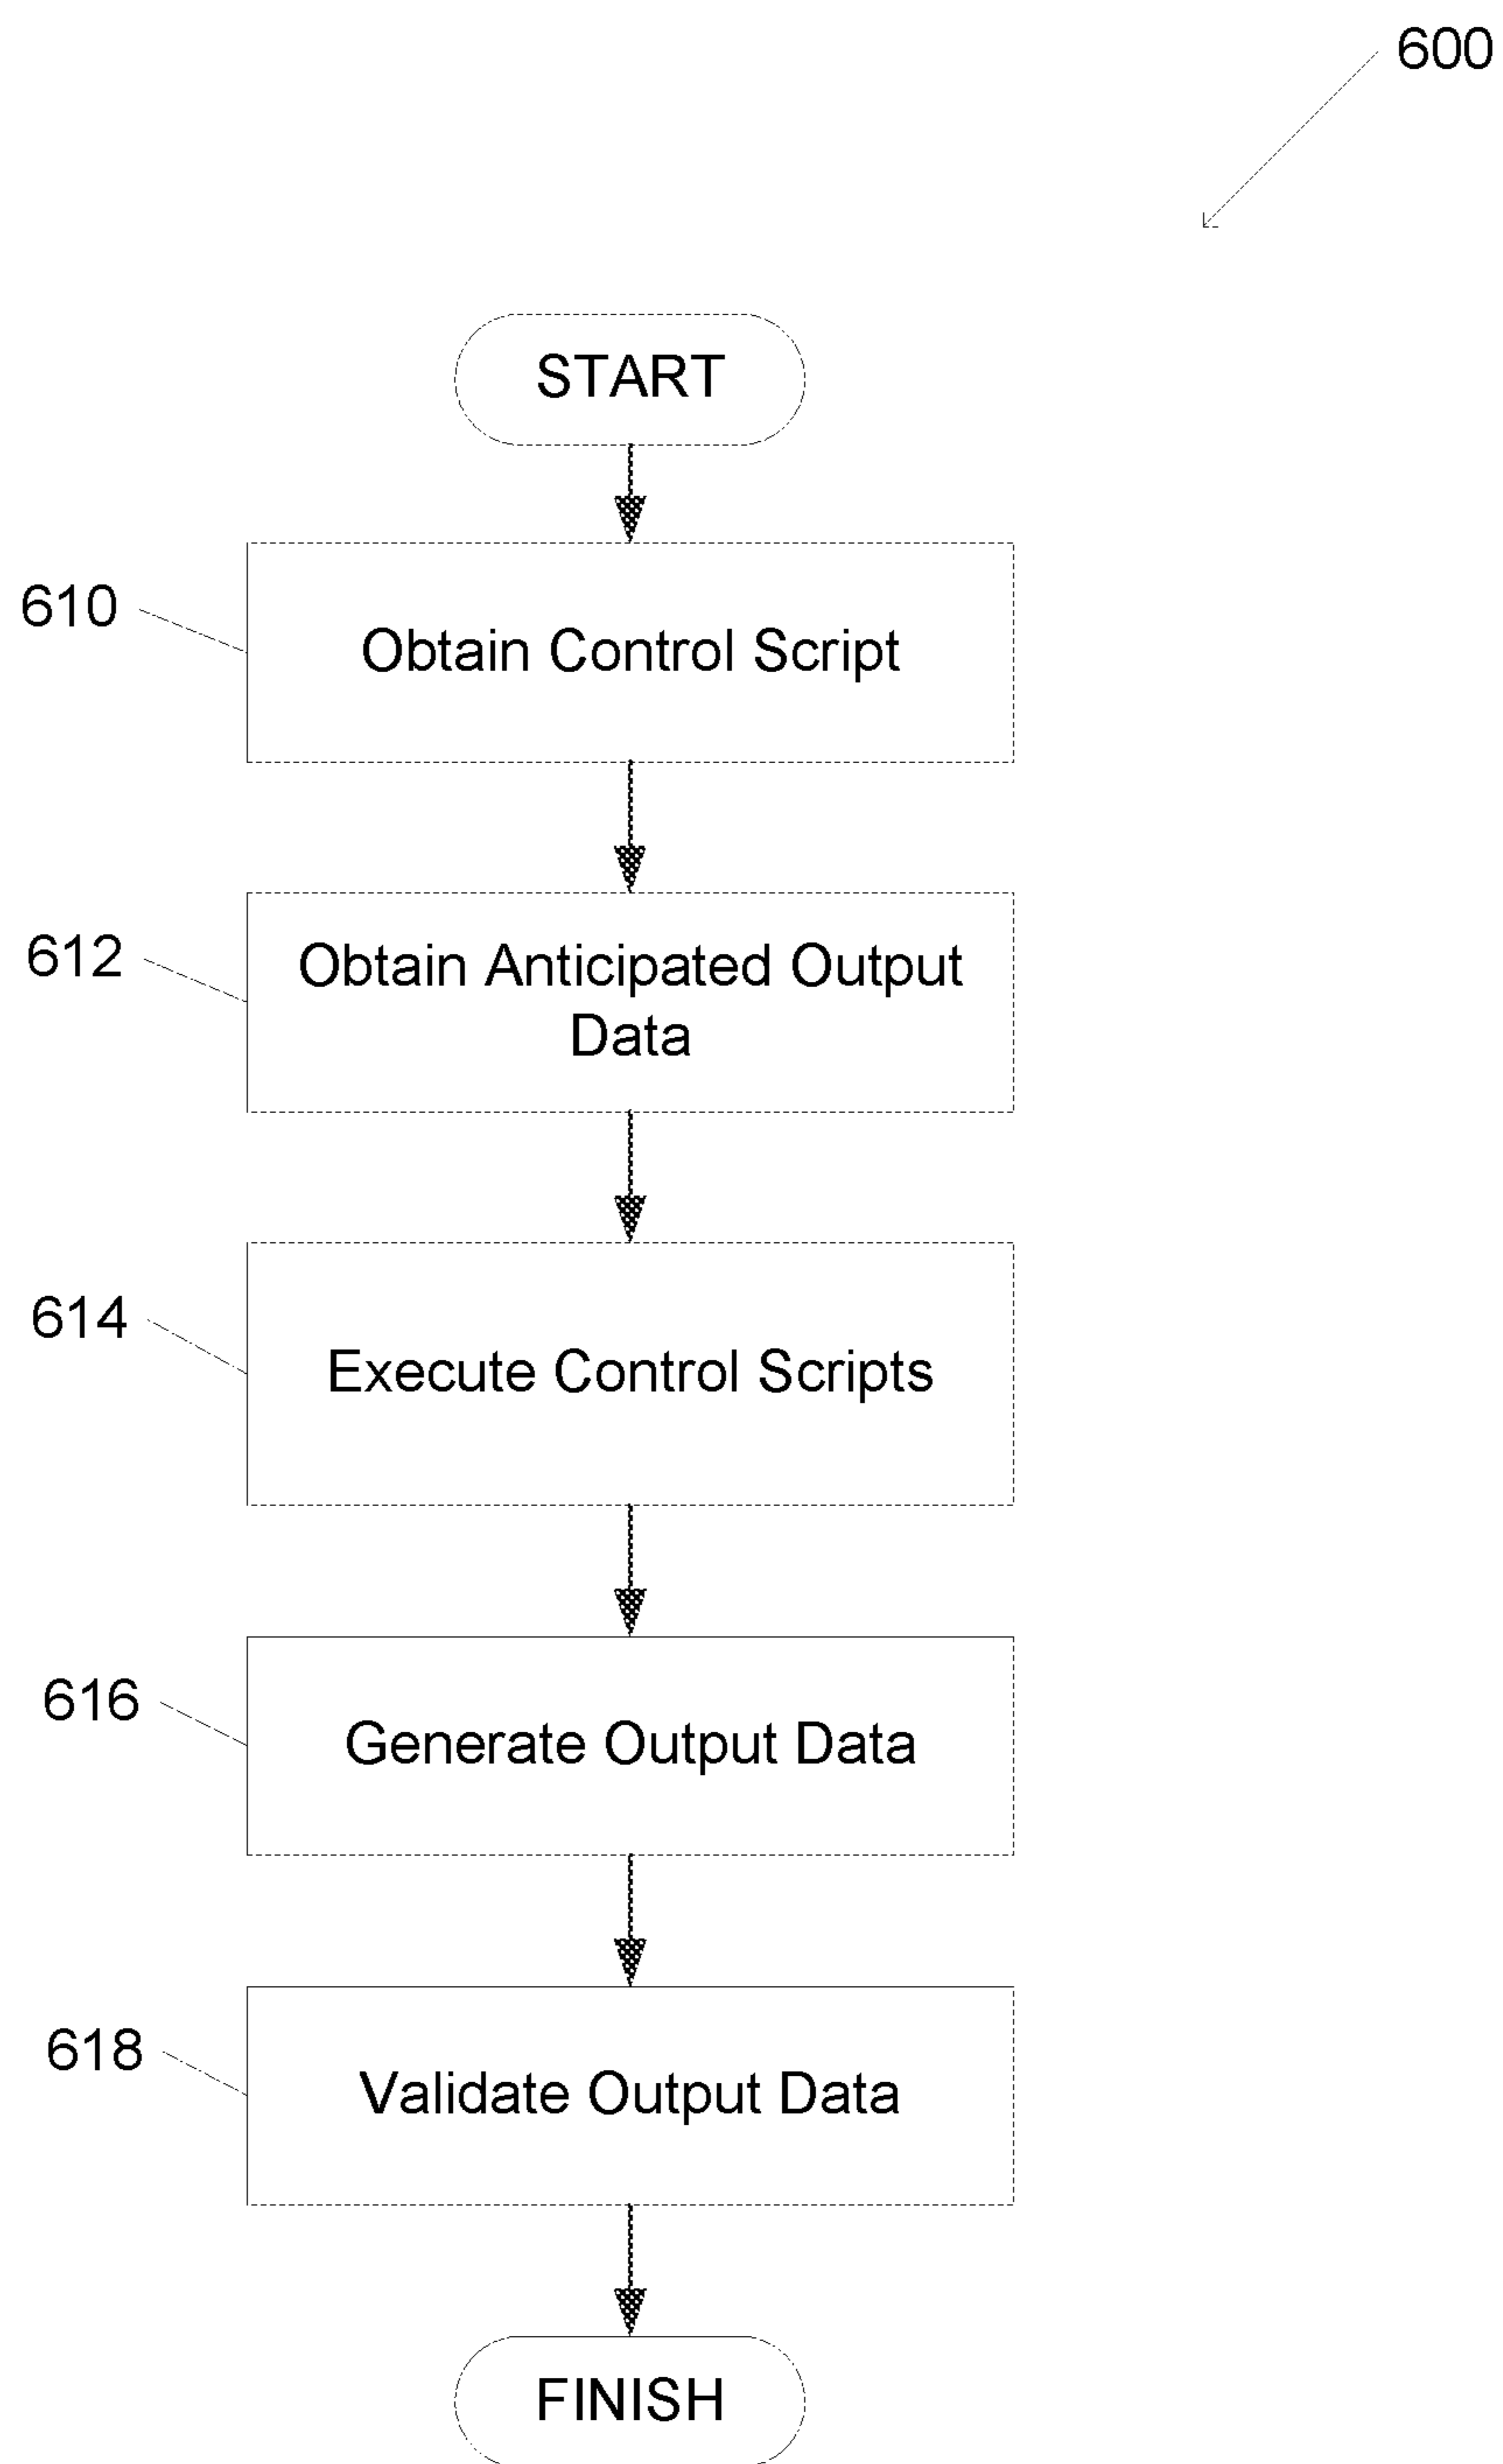 600
START
610
Obtain Control Script
612
Obtain Anticipated Output
Data
614
Execute Control Scripts
616
Generate Output Data
618
Validate Output Data
FINISH